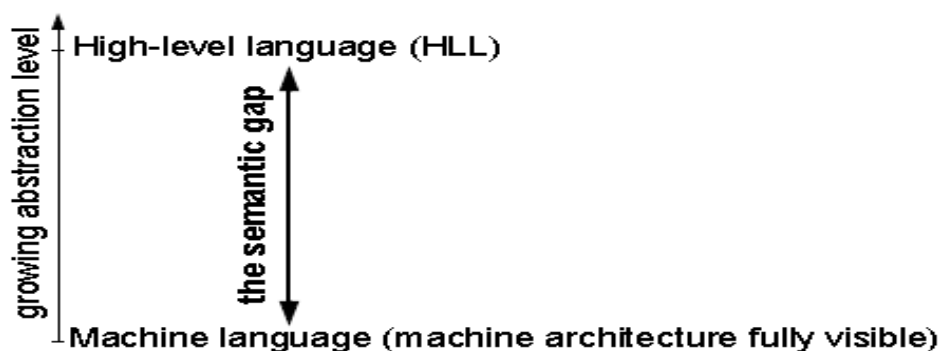 High-level language (HLL)
growing abstraction level
the semantic gap
Machine language (machine architecture fully visible)